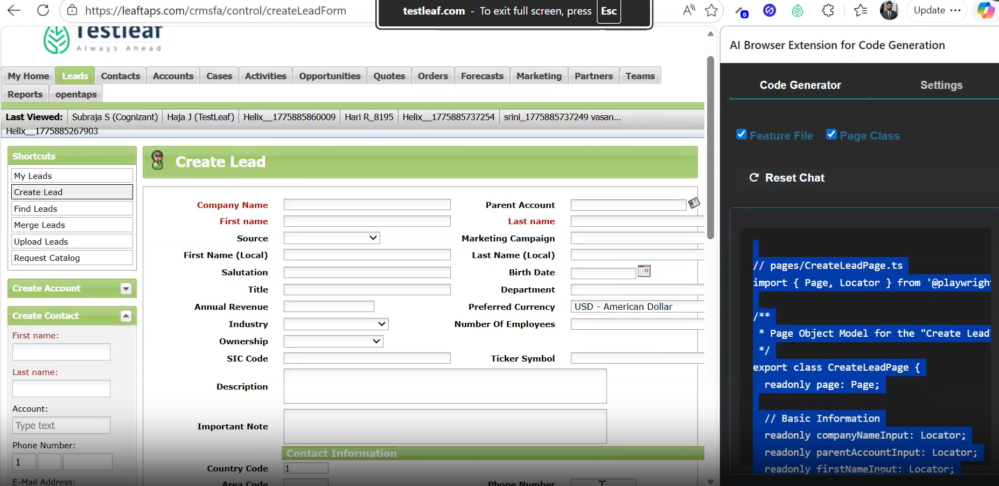 https://leaftaps.com/crmsfa/control/createLeadForm
testleaf.com - To exit full screen, press Esc
Update
0
Testleaf
Always Ahead
My Home Leads Contacts Accounts Cases Activities Opportunities Quotes Orders Forecasts Marketing Partners Teams
Reports opentaps
Last Viewed: Subraja S (Cognizant) Haja J (TestLeaf) Helix__1775885860009 Hari R_8195 Helix__1775885737254 srini_1775885737249 vasan...
Helix__1775885267903
Shortcuts
My Leads
Create Lead
Find Leads
Merge Leads
Upload Leads
Request Catalog
Create Account
Create Contact
First name:
Last name:
Account:
Type text
Phone Number:
1
E-Mail Address:
Create Lead
Company Name Parent Account
First name Last name
Source Marketing Campaign
First Name (Local) Last Name (Local)
Salutation Birth Date
Title Department
Annual Revenue Preferred Currency USD - American Dollar
Industry Number Of Employees
Ownership
SIC Code Ticker Symbol
Description
Important Note
Contact Information
Country Code 1
Area Code Phone Number
AI Browser Extension for Code Generation
Code Generator Settings
Feature File Page Class
Reset Chat
// pages/CreateLeadPage.ts
import { Page, Locator } from '@playwright
/**
* Page Object Model for the "Create Lead"
*/
export class CreateLeadPage {
readonly page: Page;
// Basic Information
readonly companyNameInput: Locator;
readonly parentAccountInput: Locator;
readonly firstNameInput: Locator;